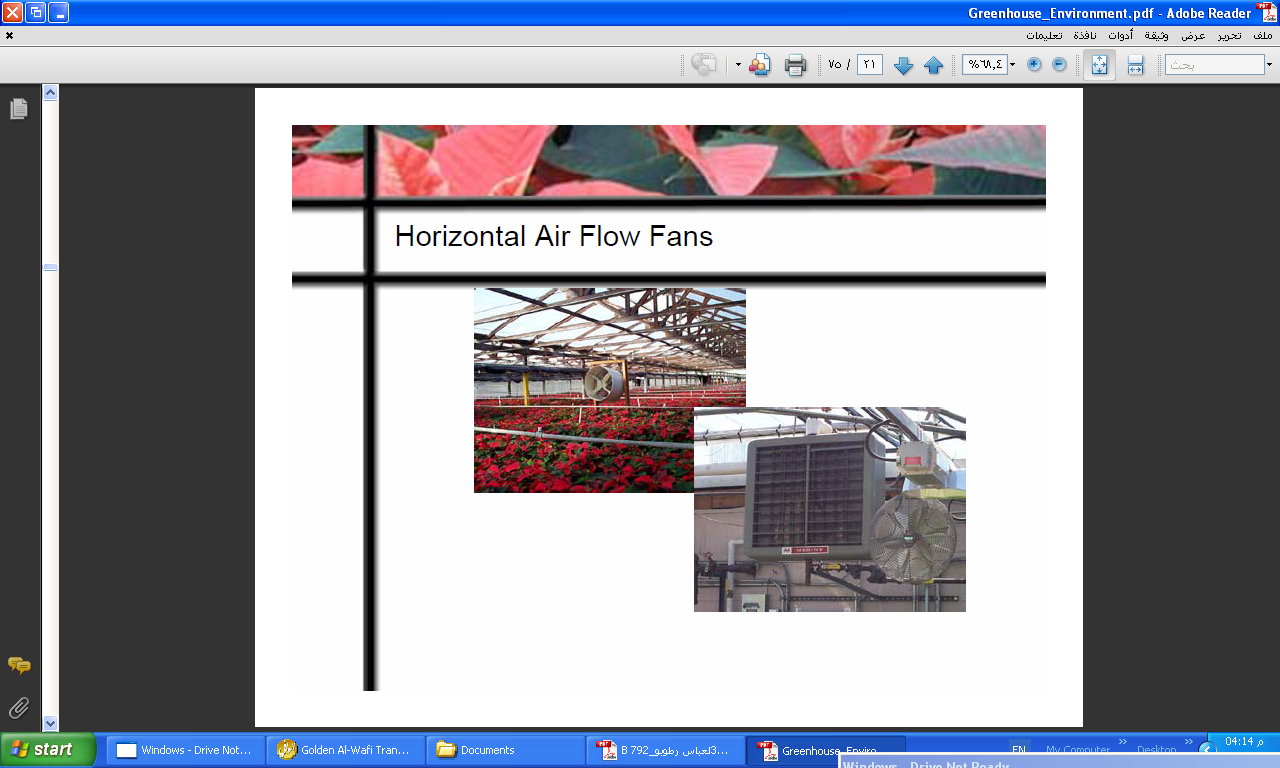 Greenhouse_Environment.pdf - Adobe Reader
ملف تحرير عرض وثيقة أدوات نافذة تعليمات
٧٥ / ٢١ %٦٨,٤ بحث
Horizontal Air Flow Fans
start Windows - Drive Not... Golden Al-Wafi Tran... Documents Greenhouse_Enviro... EN My Computer » Desktop » 04:14 م
Windows - Drive Not Ready